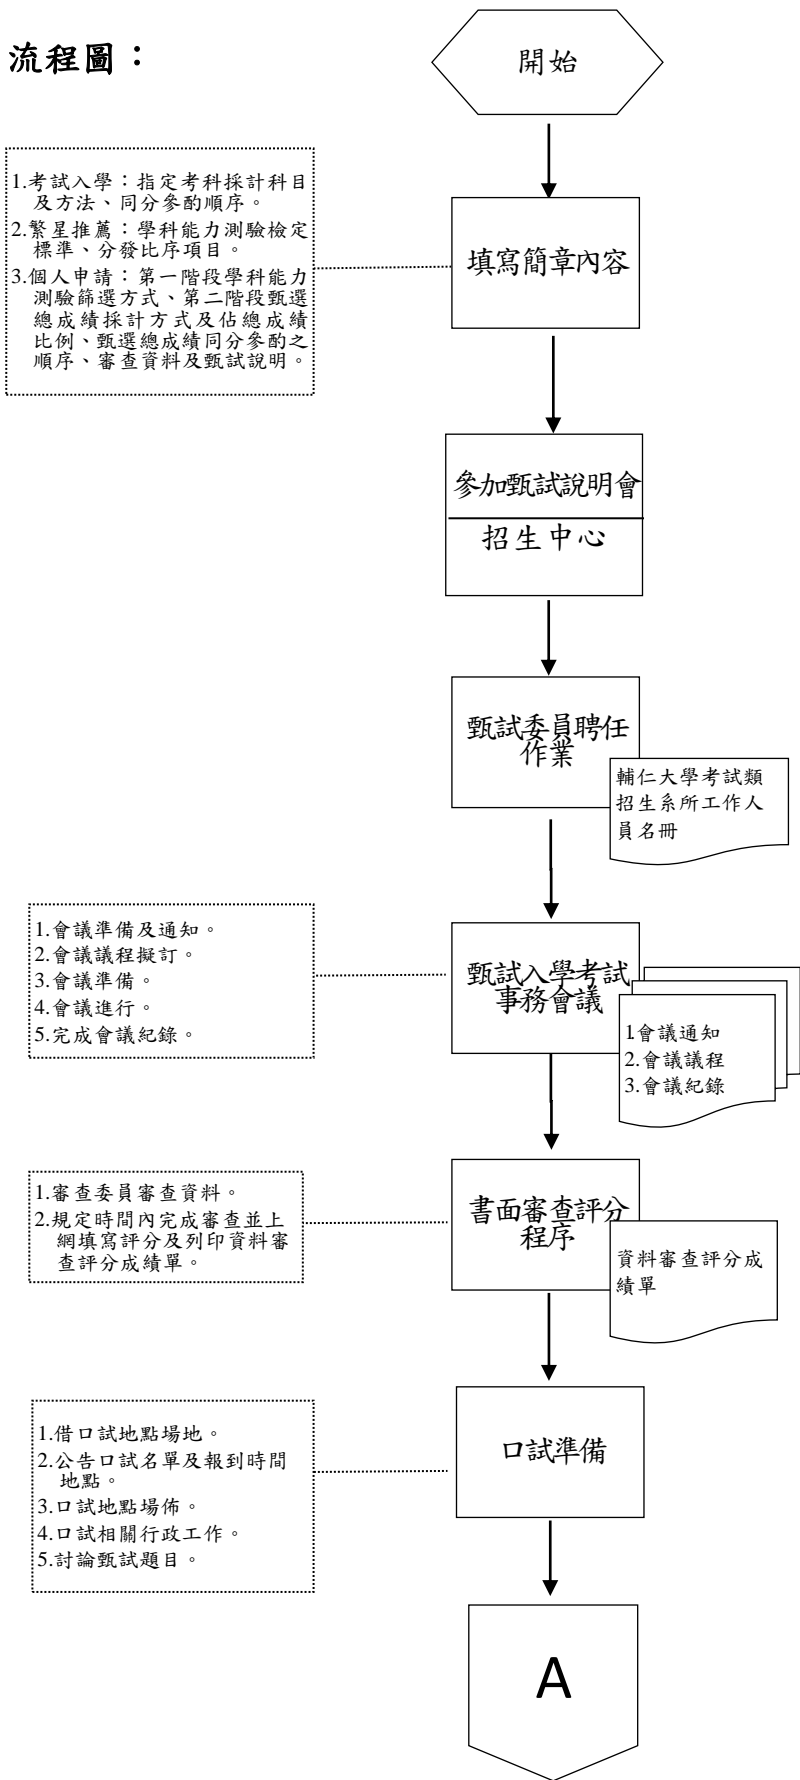 流程圖：
開始
1.考試入學：指定考科採計科目
及方法、同分參酌順序。
2.繁星推薦：學科能力測驗檢定
標準、分發比序項目。
3.個人申請：第一階段學科能力
測驗篩選方式、第二階段甄選
總成績採計方式及佔總成績
比例、甄選總成績同分參酌之
順序、審查資料及甄試說明。
填寫簡章內容
參加甄試說明會
招生中心
甄試委員聘任
作業
輔仁大學考試類
招生系所工作人
員名冊
1.會議準備及通知。
2.會議議程擬訂。
3.會議準備。
4.會議進行。
5.完成會議紀錄。
甄試入學考試
事務會議
1.會議通知
2.會議議程
3.會議紀錄
1.審查委員審查資料。
2.規定時間內完成審查並上
網填寫評分及列印資料審
查評分成績單。
書面審查評分
程序
資料審查評分成
績單
1.借口試地點場地。
2.公告口試名單及報到時間
地點。
3.口試地點場佈。
4.口試相關行政工作。
5.討論甄試題目。
口試準備
A